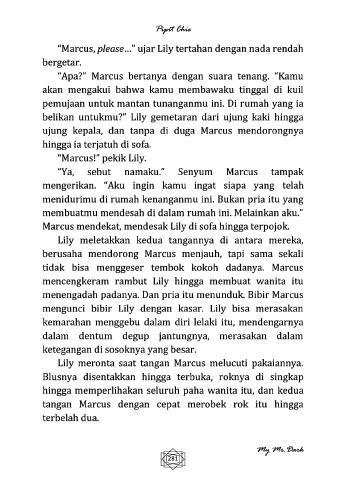 Pipit Chie
"Marcus, please…" ujar Lily tertahan dengan nada rendah
bergetar.
"Apa?" Marcus bertanya dengan suara tenang. "Kamu
akan mengakui bahwa kamu membawaku tinggal di kuil
pemujaan untuk mantan tunanganmu ini. Di rumah yang ia
belikan untukmu?" Lily gemetaran dari ujung kaki hingga
ujung kepala, dan tanpa di duga Marcus mendorongnya
hingga ia terjatuh di sofa.
"Marcus!" pekik Lily.
"Ya, sebut namaku." Senyum Marcus tampak
mengerikan. "Aku ingin kamu ingat siapa yang telah
menidurimu di rumah kenanganmu ini. Bukan pria itu yang
membuatmu mendesah di dalam rumah ini. Melainkan aku."
Marcus mendekat, mendesak Lily di sofa hingga terpojok.
Lily meletakkan kedua tangannya di antara mereka,
berusaha mendorong Marcus menjauh, tapi sama sekali
tidak bisa menggeser tembok kokoh dadanya. Marcus
mencengkeram rambut Lily hingga membuat wanita itu
menengadah padanya. Dan pria itu menunduk. Bibir Marcus
mengunci bibir Lily dengan kasar. Lily bisa merasakan
kemarahan menggebu dalam diri lelaki itu, mendengarnya
dalam dentum degup jantungnya, merasakan dalam
ketegangan di sosoknya yang besar.
Lily meronta saat tangan Marcus melucuti pakaiannya.
Blusnya disentakkan hingga terbuka, roknya di singkap
hingga memperlihatkan seluruh paha wanita itu, dan kedua
tangan Marcus dengan cepat merobek rok itu hingga
terbelah dua.
281
My Mr. Dark